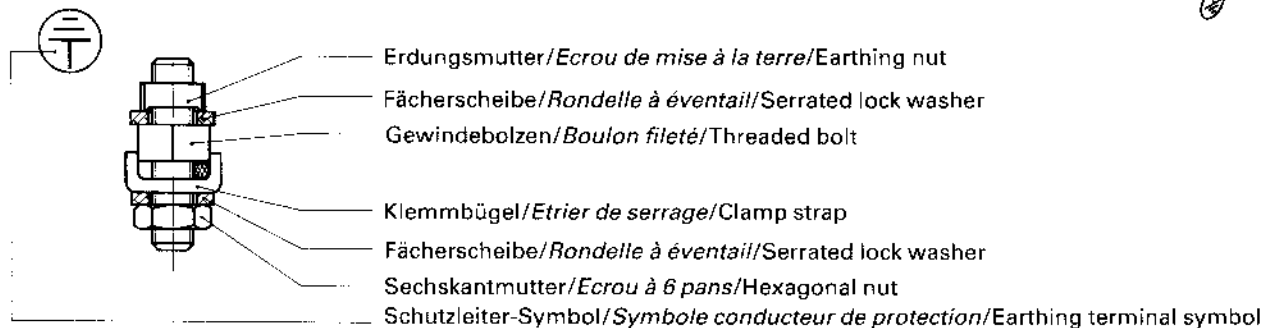 Erdungsmutter/Ecrou de mise à la terre/Earthing nut
Fächerscheibe/Rondelle à éventail/Serrated lock washer
Gewindebolzen/Boulon fileté/Threaded bolt
Klemmbügel/Etrier de serrage/Clamp strap
Fächerscheibe/Rondelle à éventail/Serrated lock washer
Sechskantmutter/Ecrou à 6 pans/Hexagonal nut
Schutzleiter-Symbol/Symbole conducteur de protection/Earthing terminal symbol